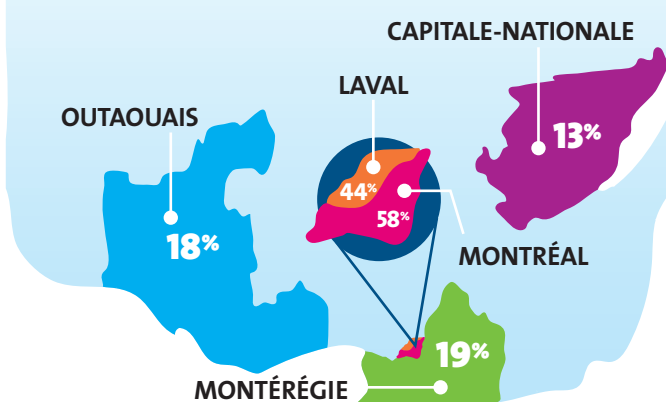 CAPITALE-NATIONALE
13%
LAVAL
44%
OUTAOUAIS
18%
58%
MONTRÉAL
19%
MONTÉRÉGIE